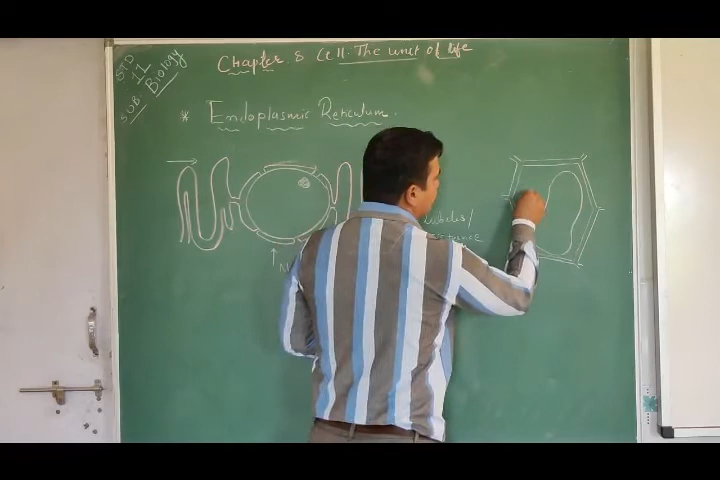 STD
11
SUB: Biology
Chapter. 8 Cell: The unit of life
* Endoplasmic Reticulum.
N